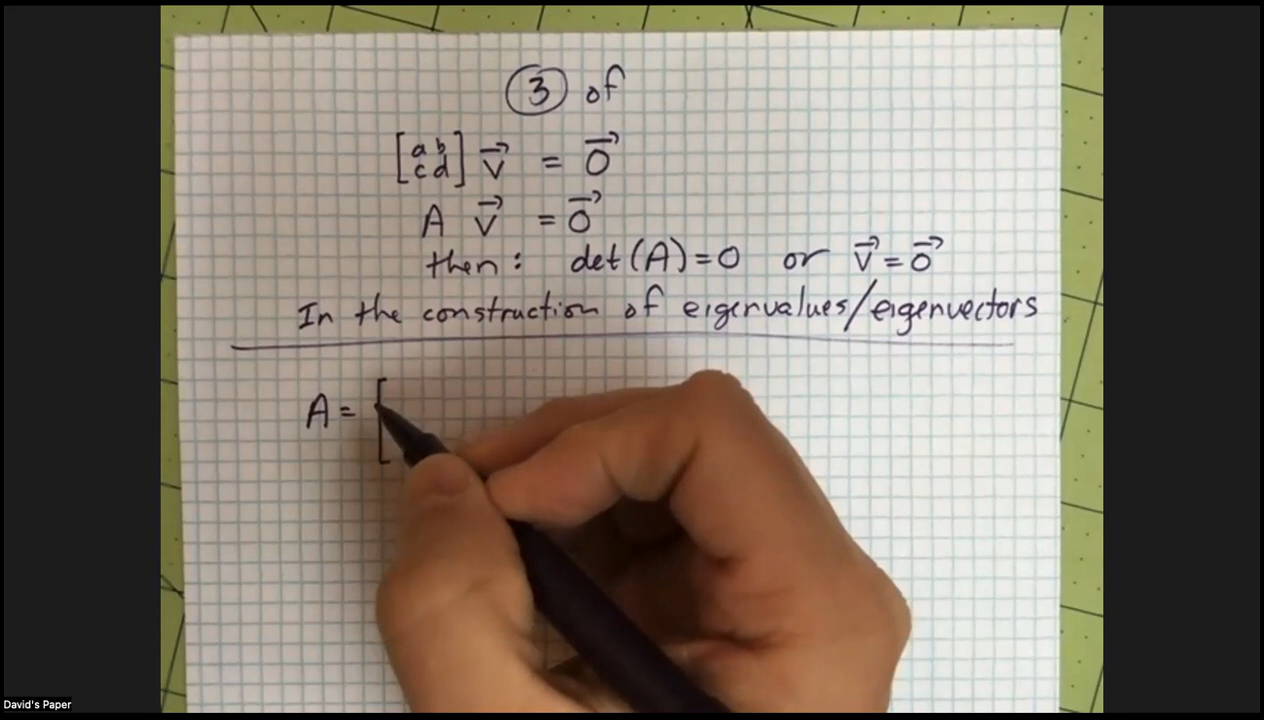 ③ of
[a b
c d] v⃗ = 0⃗
A v⃗ = 0⃗
then: det(A)=0 or v⃗ = 0⃗
In the construction of eigenvalues/eigenvectors
A = [
David's Paper